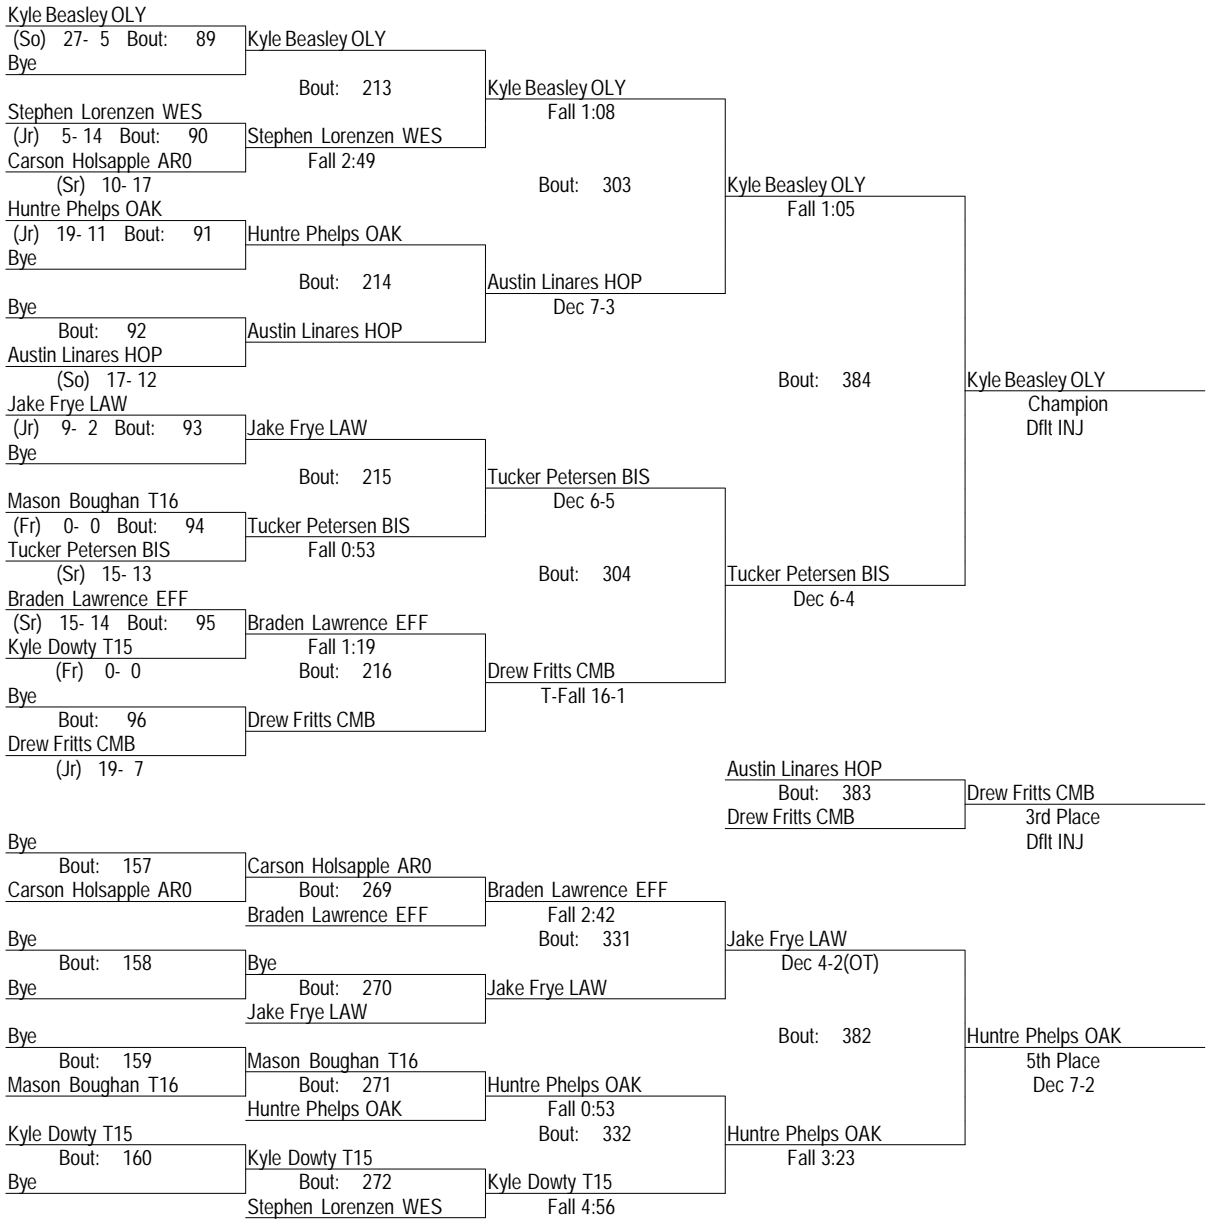 Kyle Beasley OLY
(So) 27- 5 Bout: 89 Kyle Beasley OLY
Bye
Bout: 213 Kyle Beasley OLY
Stephen Lorenzen WES Fall 1:08
(Jr) 5- 14 Bout: 90 Stephen Lorenzen WES
Carson Holsapple AR0 Fall 2:49
(Sr) 10- 17 Bout: 303 Kyle Beasley OLY
Huntre Phelps OAK Fall 1:05
(Jr) 19- 11 Bout: 91 Huntre Phelps OAK
Bye
Bout: 214 Austin Linares HOP
Bye Dec 7-3
Bout: 92 Austin Linares HOP
Austin Linares HOP
(So) 17- 12 Bout: 384 Kyle Beasley OLY
Jake Frye LAW Champion
(Jr) 9- 2 Bout: 93 Jake Frye LAW Dflt INJ
Bye
Bout: 215 Tucker Petersen BIS
Mason Boughan T16 Dec 6-5
(Fr) 0- 0 Bout: 94 Tucker Petersen BIS
Tucker Petersen BIS Fall 0:53
(Sr) 15- 13 Bout: 304 Tucker Petersen BIS
Braden Lawrence EFF Dec 6-4
(Sr) 15- 14 Bout: 95 Braden Lawrence EFF
Kyle Dowty T15 Fall 1:19
(Fr) 0- 0 Bout: 216 Drew Fritts CMB
Bye T-Fall 16-1
Bout: 96 Drew Fritts CMB
Drew Fritts CMB
(Jr) 19- 7 Austin Linares HOP
Bout: 383 Drew Fritts CMB
Drew Fritts CMB 3rd Place
Bye Dflt INJ
Bout: 157 Carson Holsapple AR0
Carson Holsapple AR0 Bout: 269 Braden Lawrence EFF
Braden Lawrence EFF Fall 2:42
Bye Bout: 331 Jake Frye LAW
Bout: 158 Bye Dec 4-2(OT)
Bye Bout: 270 Jake Frye LAW
Jake Frye LAW
Bye Bout: 382 Huntre Phelps OAK
Bout: 159 Mason Boughan T16 5th Place
Mason Boughan T16 Bout: 271 Huntre Phelps OAK Dec 7-2
Huntre Phelps OAK Fall 0:53
Kyle Dowty T15 Bout: 332 Huntre Phelps OAK
Bout: 160 Kyle Dowty T15 Fall 3:23
Bye Bout: 272 Kyle Dowty T15
Stephen Lorenzen WES Fall 4:56